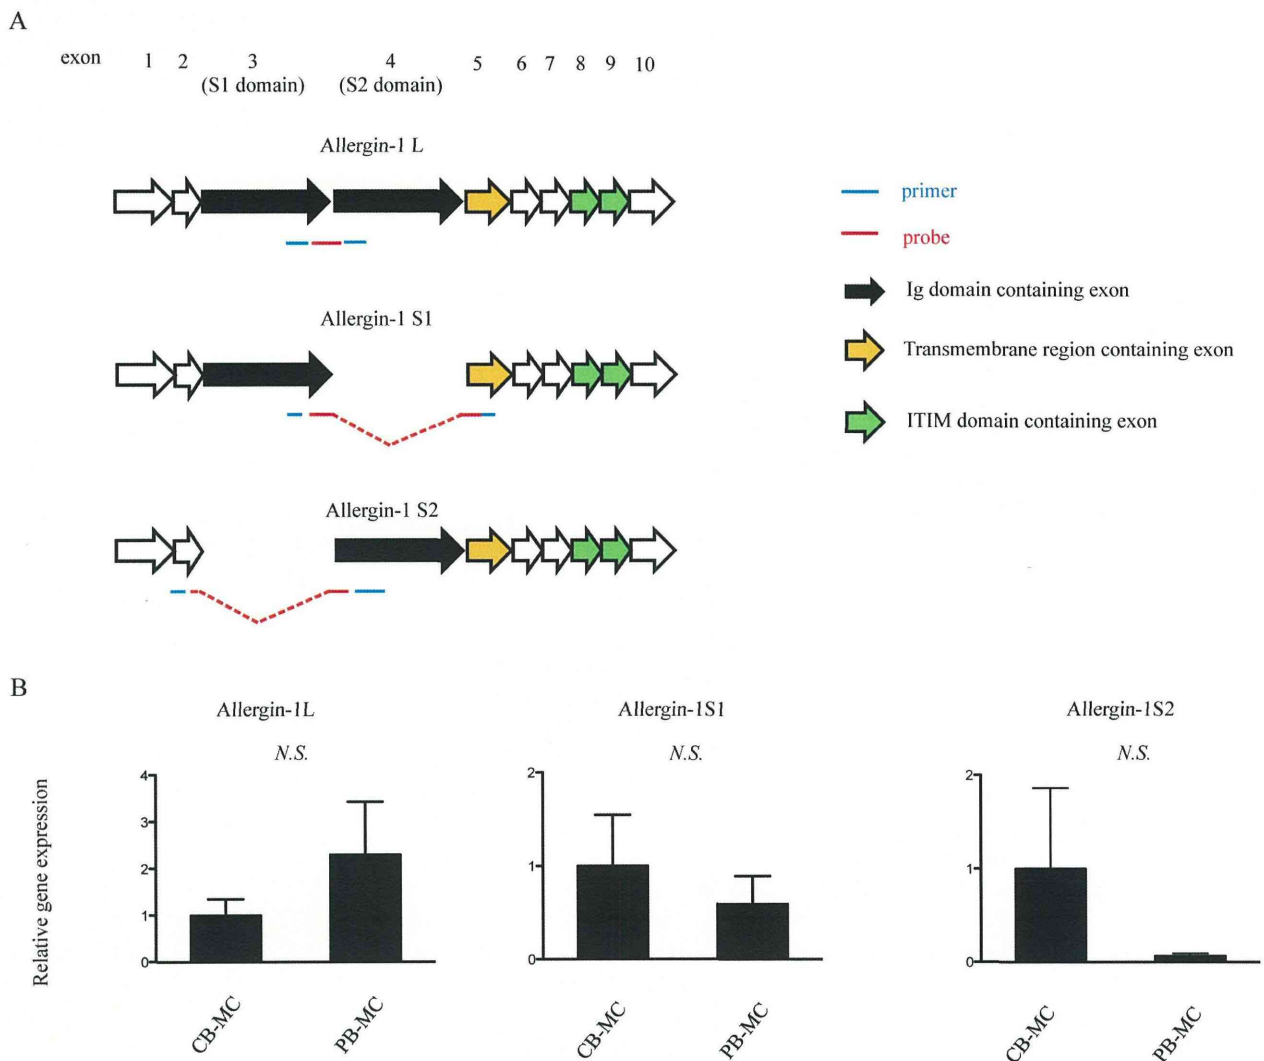 A
exon 1 2 3 4 5 6 7 8 9 10
(S1 domain) (S2 domain)
Allergin-1 L
primer
probe
Ig domain containing exon
Allergin-1 S1
Transmembrane region containing exon
ITIM domain containing exon
Allergin-1 S2
B
Allergin-1L
N.S.
4
3
2
1
0
Relative gene expression
CB-MC
PB-MC
Allergin-1S1
N.S.
2
1
0
CB-MC
PB-MC
Allergin-1S2
N.S.
2
1
0
CB-MC
PB-MC